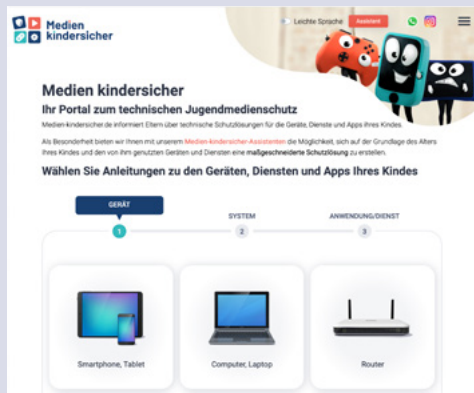 Medien
kindersicher
Leichte Sprache
Assistent
Medien kindersicher
Ihr Portal zum technischen Jugendmedienschutz
Medien-kindersicher.de informiert Eltern über technische Schutzlösungen für die Geräte, Dienste und Apps ihres Kindes.
Als Besonderheit bieten wir Ihnen mit unserem Medien-kindersicher-Assistenten die Möglichkeit, sich auf der Grundlage des Alters
Ihres Kindes und den von ihm genutzten Geräten und Diensten eine maßgeschneiderte Schutzlösung zu erstellen.
Wählen Sie Anleitungen zu den Geräten, Diensten und Apps Ihres Kindes
GERÄT
SYSTEM
ANWENDUNG/DIENST
1
2
3
Smartphone, Tablet
Computer, Laptop
Router